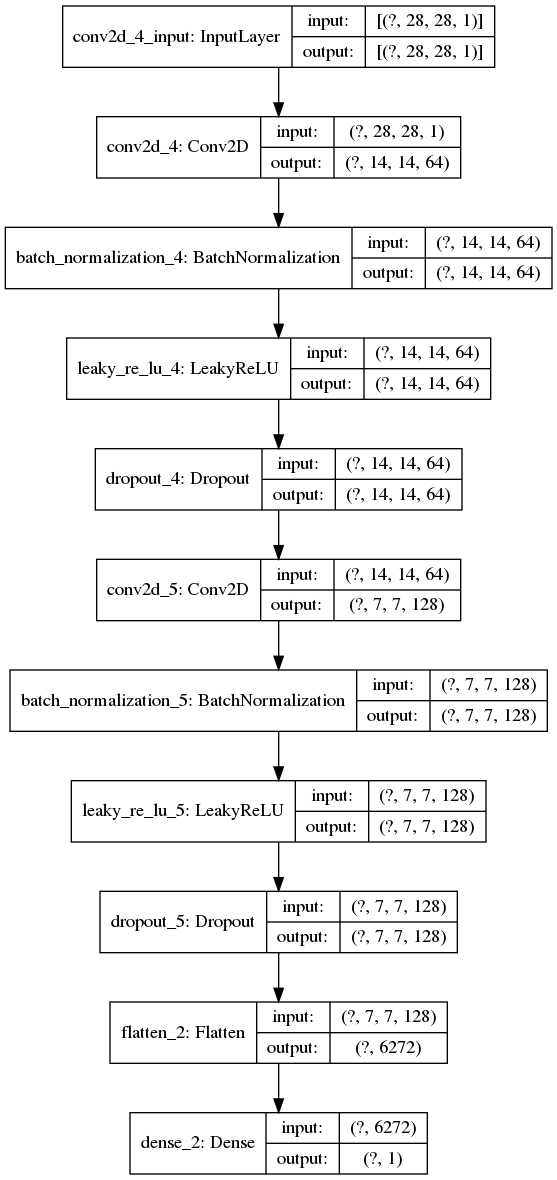 conv2d_4_input: InputLayer
input: [(?, 28, 28, 1)]
output: [(?, 28, 28, 1)]
conv2d_4: Conv2D
input: (?, 28, 28, 1)
output: (?, 14, 14, 64)
batch_normalization_4: BatchNormalization
input: (?, 14, 14, 64)
output: (?, 14, 14, 64)
leaky_re_lu_4: LeakyReLU
input: (?, 14, 14, 64)
output: (?, 14, 14, 64)
dropout_4: Dropout
input: (?, 14, 14, 64)
output: (?, 14, 14, 64)
conv2d_5: Conv2D
input: (?, 14, 14, 64)
output: (?, 7, 7, 128)
batch_normalization_5: BatchNormalization
input: (?, 7, 7, 128)
output: (?, 7, 7, 128)
leaky_re_lu_5: LeakyReLU
input: (?, 7, 7, 128)
output: (?, 7, 7, 128)
dropout_5: Dropout
input: (?, 7, 7, 128)
output: (?, 7, 7, 128)
flatten_2: Flatten
input: (?, 7, 7, 128)
output: (?, 6272)
dense_2: Dense
input: (?, 6272)
output: (?, 1)